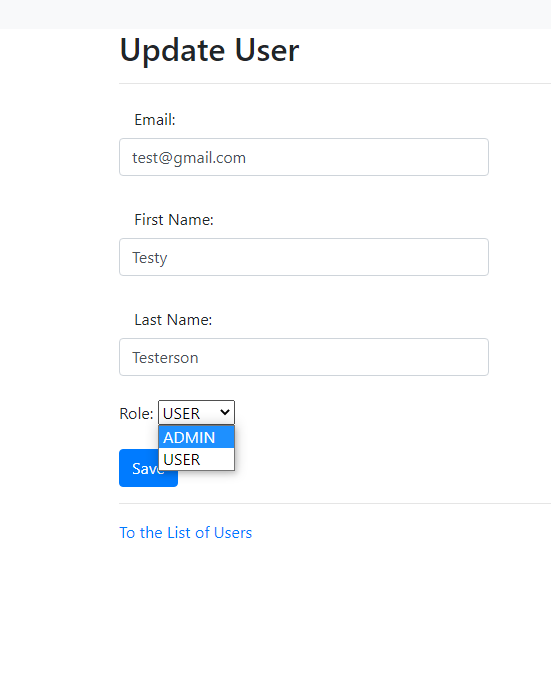 Update User
Email:
test@gmail.com
First Name:
Testy
Last Name:
Testerson
Role: USER
ADMIN
USER
Save
To the List of Users